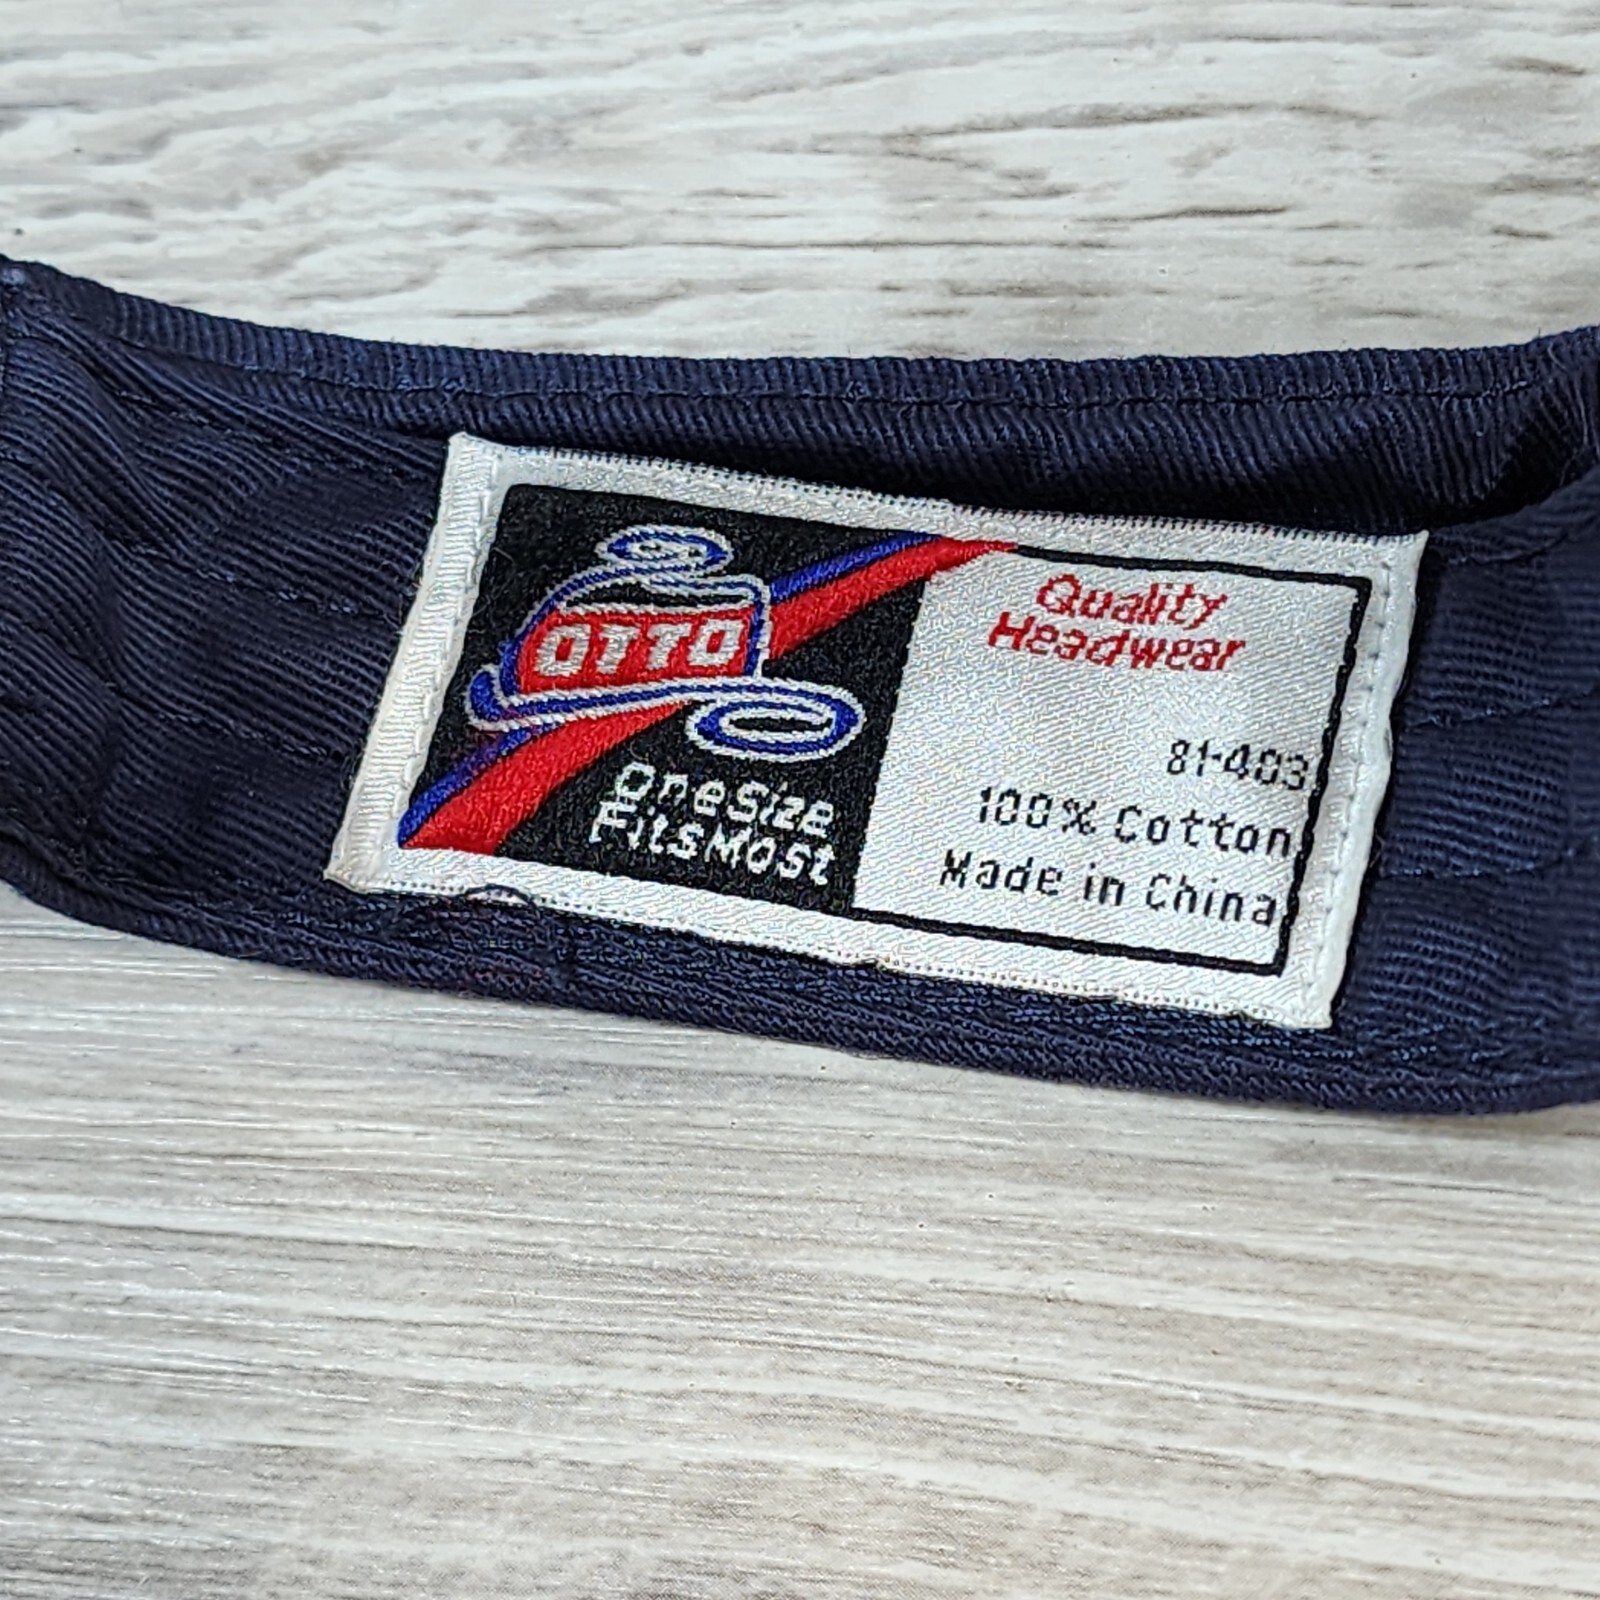 OTTO
One Size
Fits Most
Quality
Headwear
81-403
100% Cotton
Made in China